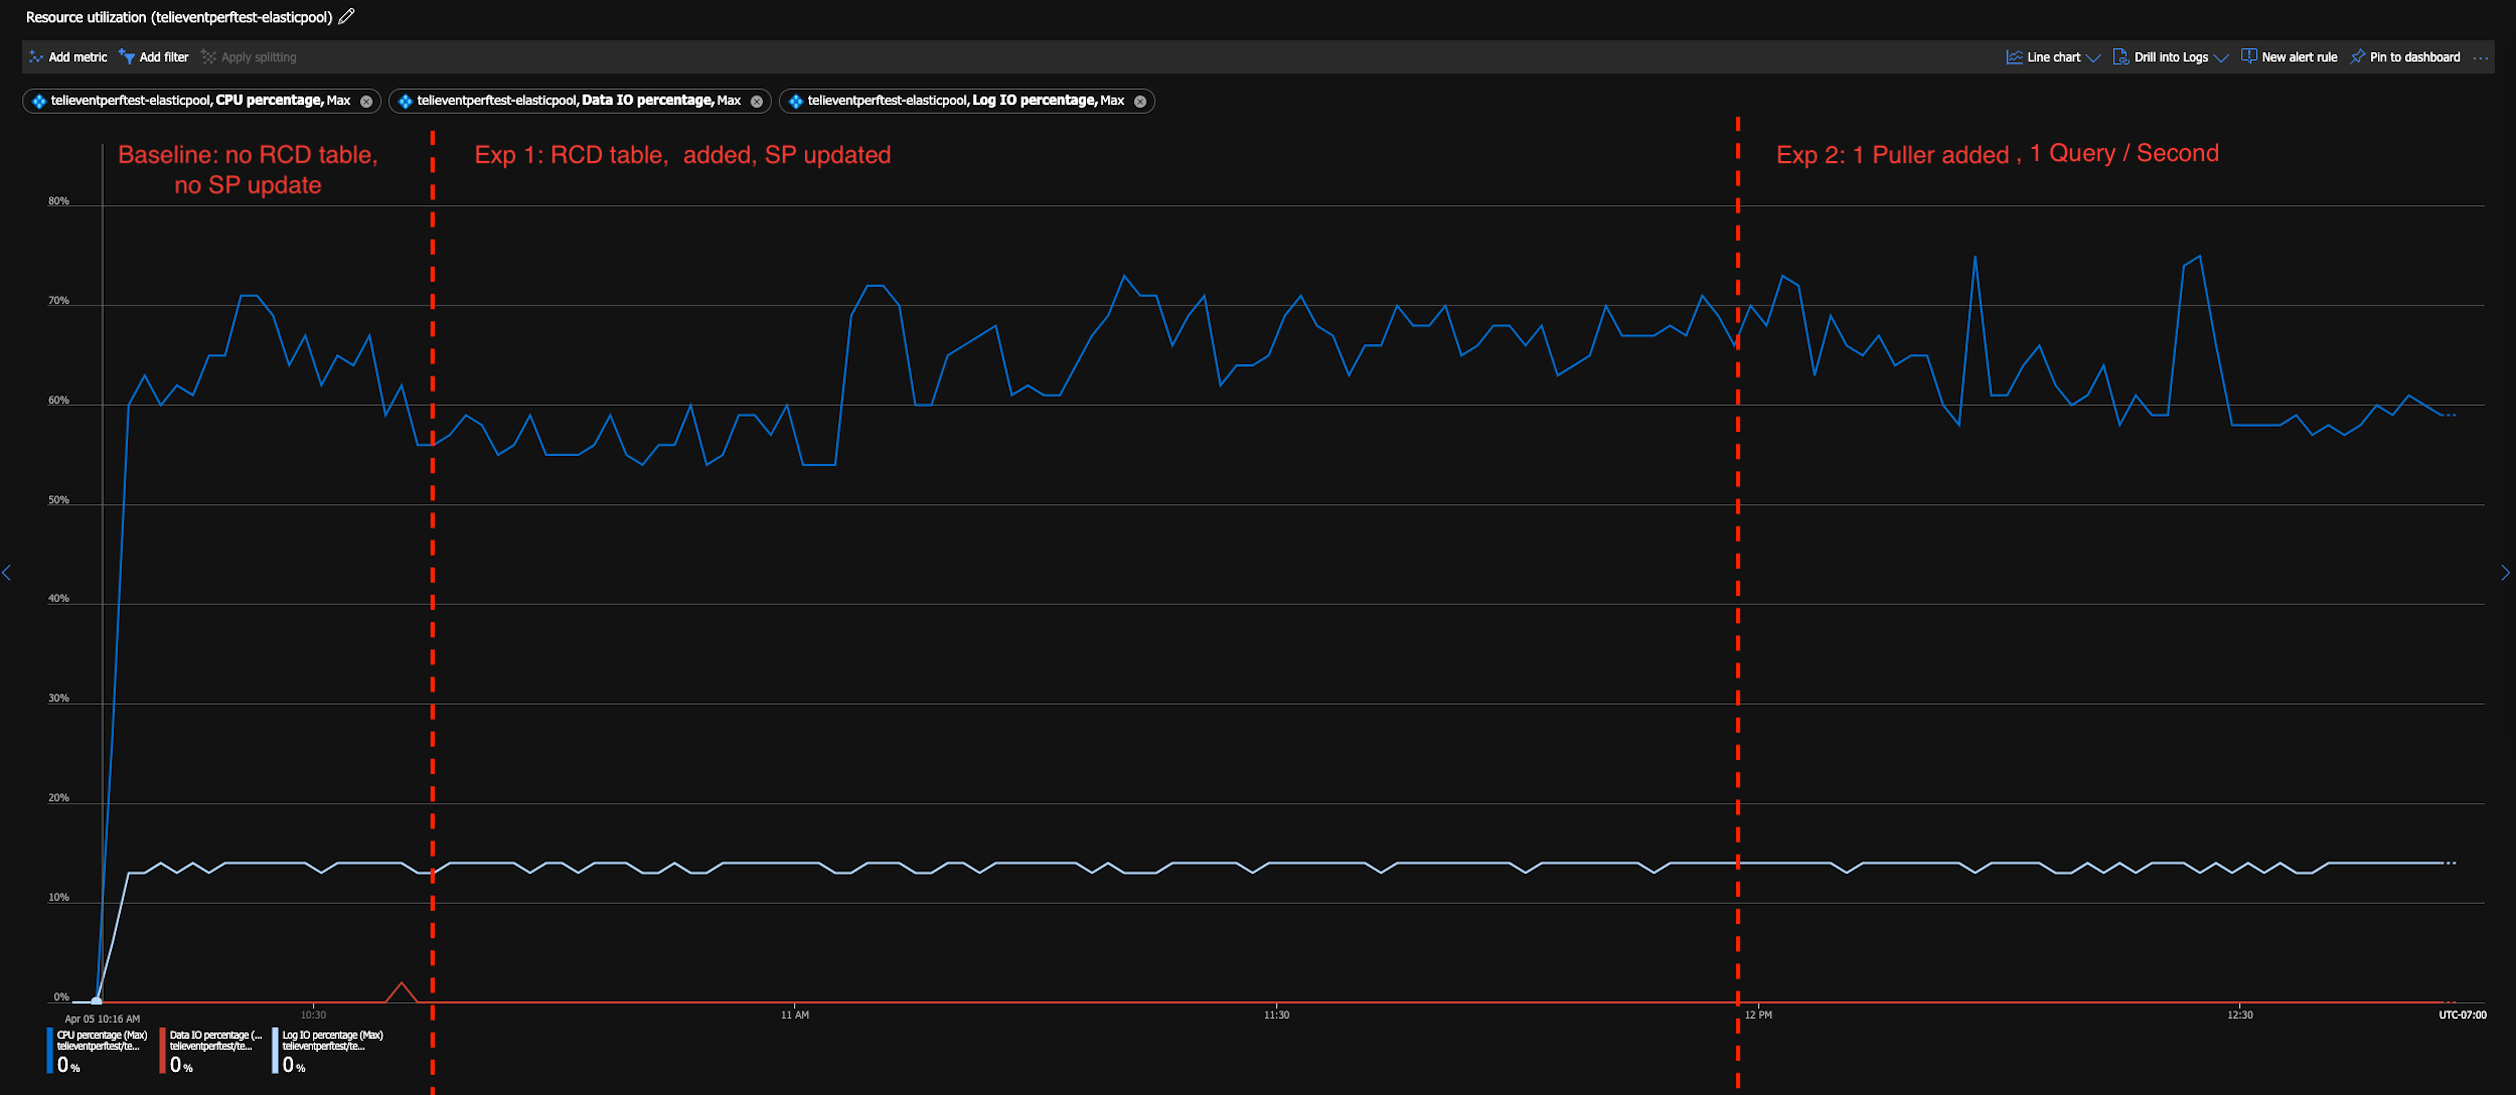 Resource utilization (telieventperftest-elasticpool)
Add metric Add filter Apply splitting Line chart Drill into Logs New alert rule Pin to dashboard ...
telieventperftest-elasticpool, CPU percentage, Max telieventperftest-elasticpool, Data IO percentage, Max telieventperftest-elasticpool, Log IO percentage, Max
Baseline: no RCD table,
no SP update
Exp 1: RCD table, added, SP updated
Exp 2: 1 Puller added , 1 Query / Second
80%
70%
60%
50%
40%
30%
20%
10%
0%
Apr 05 10:16 AM 10:30 11 AM 11:30 12 PM 12:30 UTC-07:00
CPU percentage (Max)
telieventperftest/te...
0 %
Data IO percentage (...
telieventperftest/te...
0 %
Log IO percentage (Max)
telieventperftest/te...
0 %